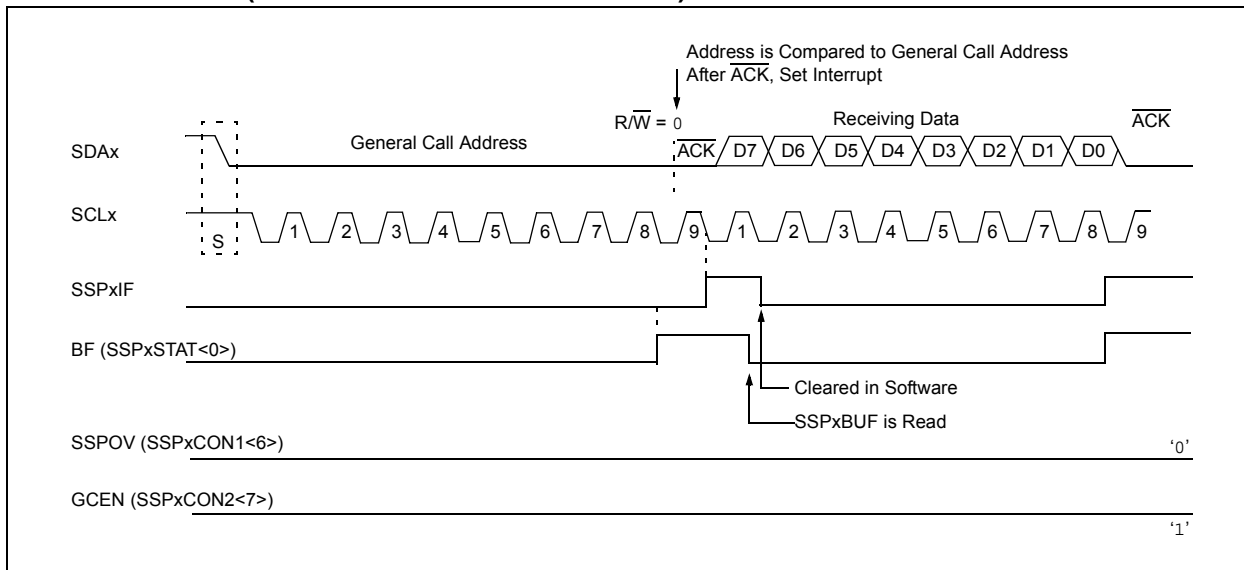 Address is Compared to General Call Address
After ACK, Set Interrupt
R/W = 0
Receiving Data
ACK
SDAx
General Call Address
ACK D7 D6 D5 D4 D3 D2 D1 D0
SCLx
S
1 2 3 4 5 6 7 8 9 1 2 3 4 5 6 7 8 9
SSPxIF
BF (SSPxSTAT<0>)
Cleared in Software
SSPxBUF is Read
SSPOV (SSPxCON1<6>)
‘0’
GCEN (SSPxCON2<7>)
‘1’